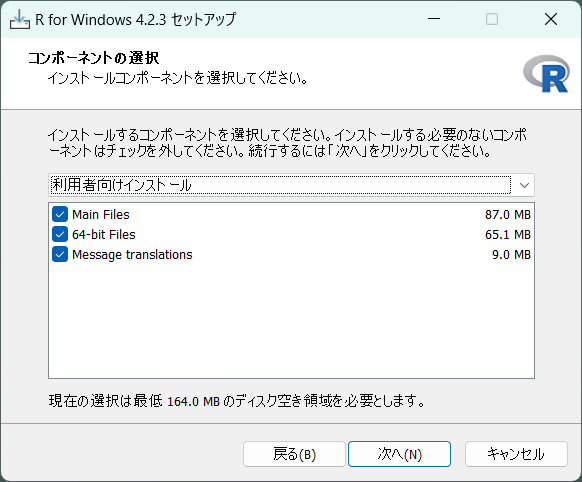 R for Windows 4.2.3 セットアップ
コンポーネントの選択
インストールコンポーネントを選択してください。
R
インストールするコンポーネントを選択してください。インストールする必要のないコンポ
ーネントはチェックを外してください。続行するには「次へ」をクリックしてください。
利用者向けインストール
Main Files 87.0 MB
64-bit Files 65.1 MB
Message translations 9.0 MB
現在の選択は最低 164.0 MB のディスク空き領域を必要とします。
戻る(B) 次へ(N) キャンセル